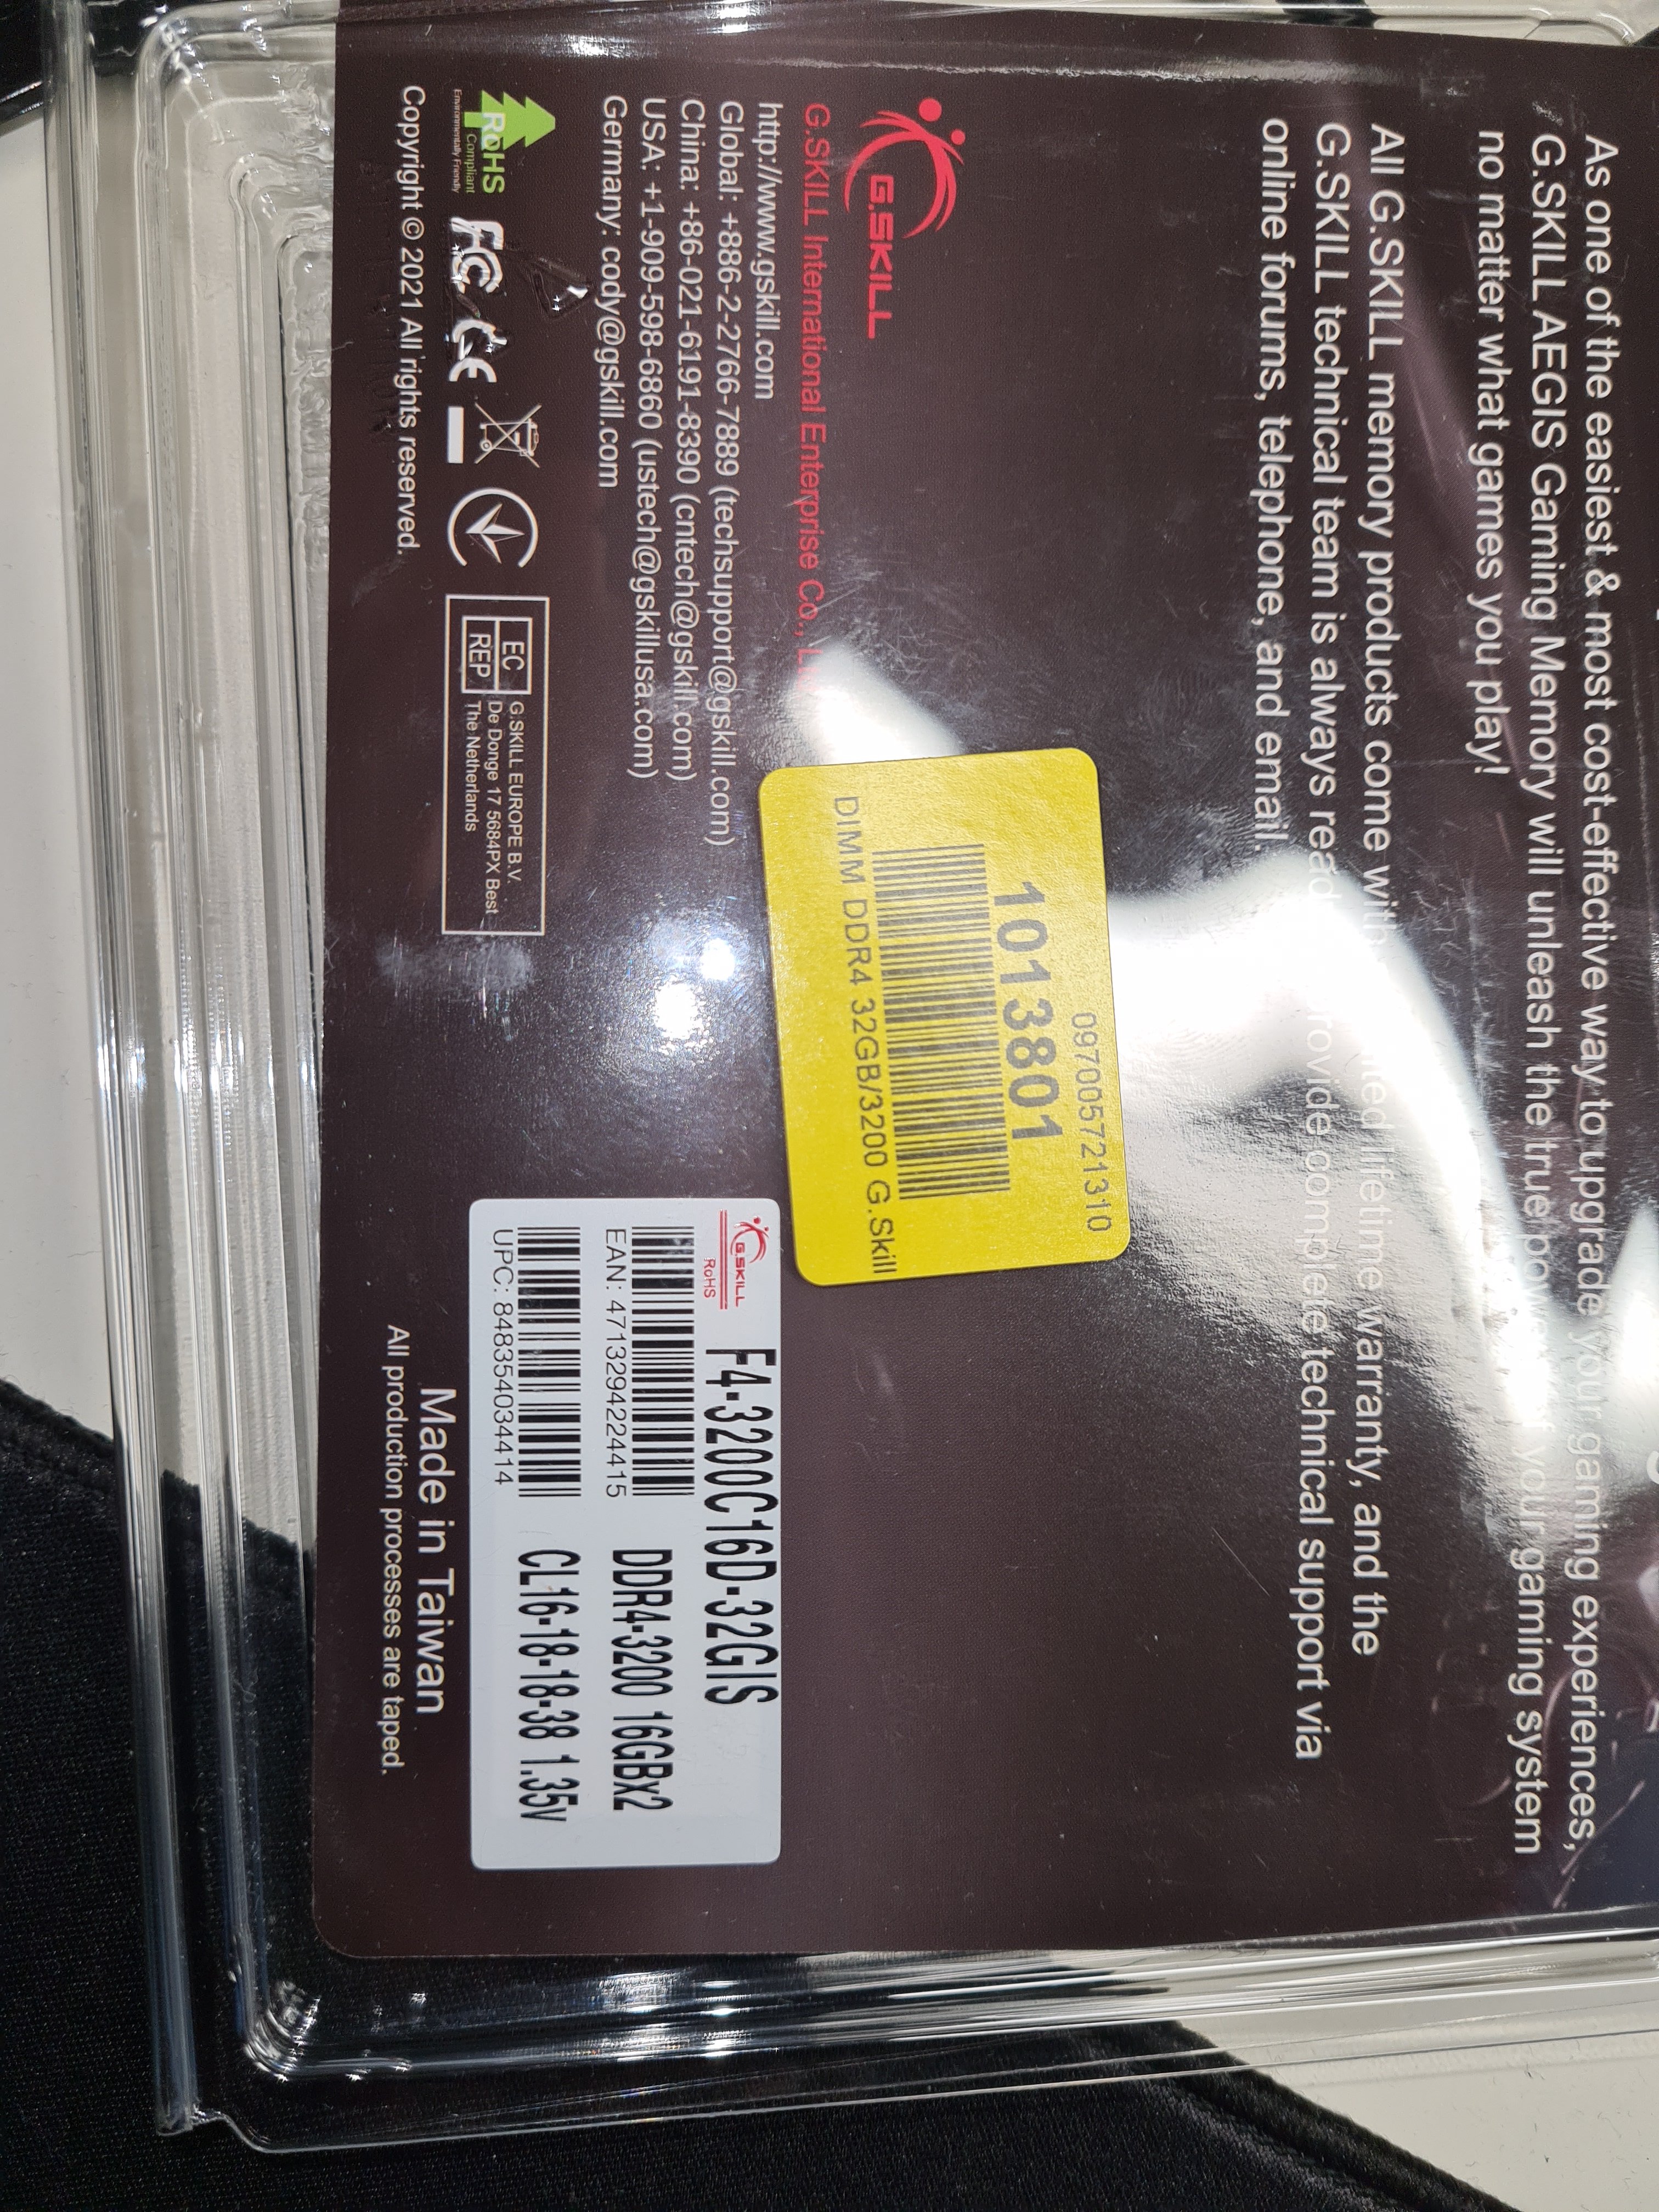 As one of the easiest & most cost-effective way to upgrade your gaming experiences,
G.SKILL AEGIS Gaming Memory will unleash the true power of your gaming system
no matter what games you play!
All G.SKILL memory products come with limited lifetime warranty, and the
G.SKILL technical team is always ready provide complete technical support via
online forums, telephone, and email.
G.SKILL
G.SKILL International Enterprise Co.,
http://www.gskill.com
Global: +886-2-2766-7889 (techsupport@gskill.com)
China: +86-021-6191-8390 (cntech@gskill.com)
USA: +1-909-598-6860 (ustech@gskillusa.com)
Germany: cody@gskill.com
RoHS
Compliant
Environmentally Friendly
FC CE
EC REP
G.SKILL EUROPE B.V.
De Donge 17 5684PX Best
The Netherlands
Copyright © 2021 All rights reserved.
097005721310
1013801
DIMM DDR4 32GB/3200 G.Skill
G.SKILL
RoHS
F4-3200C16D-32GIS
EAN: 4713294224415
DDR4-3200 16GBx2
UPC: 848354034414
CL16-18-18-38 1.35v
Made in Taiwan
All production processes are taped.